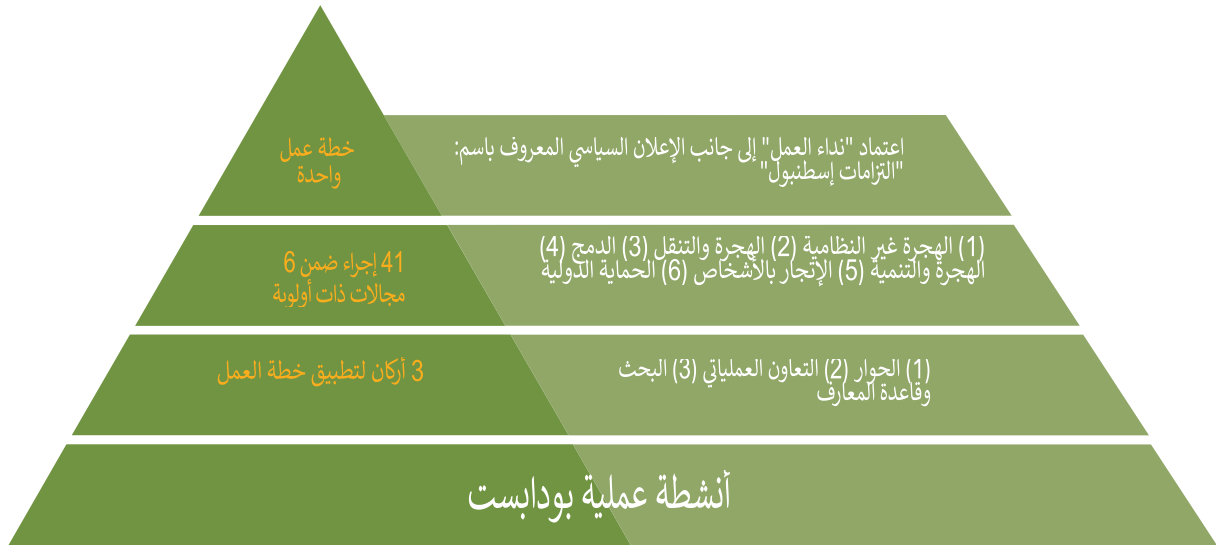 خطة عمل
واحدة
اعتماد "نداء العمل" إلى جانب الإعلان السياسي المعروف باسم:
"التزامات إسطنبول"
41 إجراء ضمن 6
مجالات ذات أولوية
(1) الهجرة غير النظامية (2) الهجرة والتنقل (3) الدمج (4)
الهجرة والتنمية (5) الإتجار بالأشخاص (6) الحماية الدولية
3 أركان لتطبيق خطة العمل
(1) الحوار (2) التعاون العملياتي (3) البحث
وقاعدة المعارف
أنشطة عملية بودابست